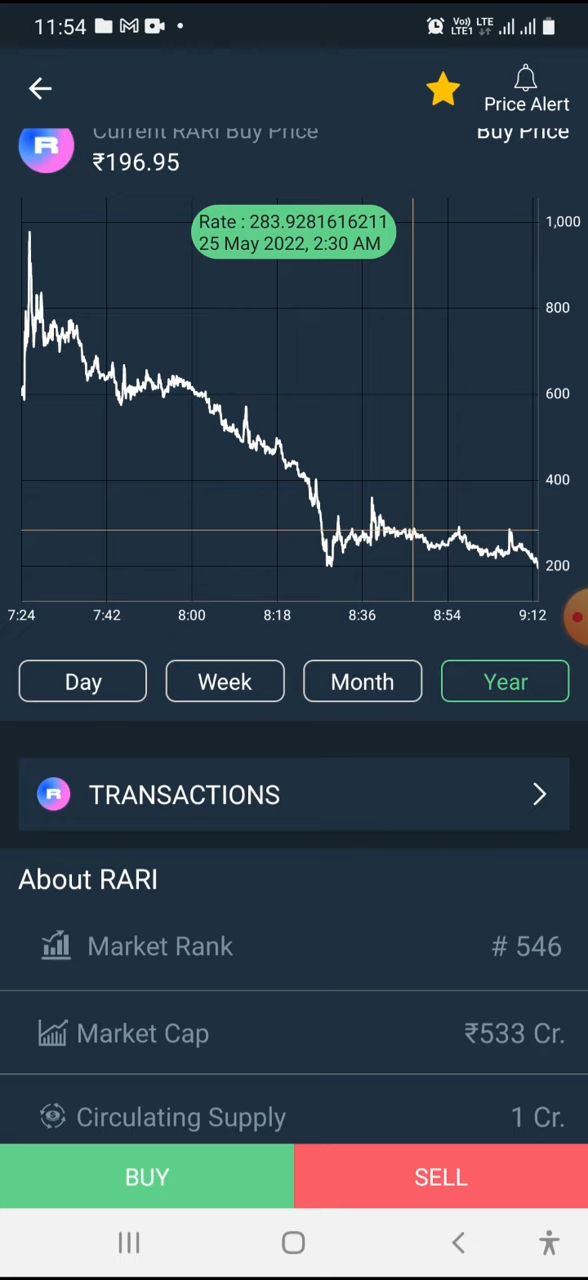 11:54
Vo)) LTE
LTE1
Price Alert
Current RARI Buy Price
Buy Price
₹196.95
Rate : 283.9281616211
25 May 2022, 2:30 AM
1,000
800
600
400
200
7:24 7:42 8:00 8:18 8:36 8:54 9:12
Day Week Month Year
R TRANSACTIONS
About RARI
Market Rank # 546
Market Cap ₹533 Cr.
Circulating Supply 1 Cr.
BUY SELL